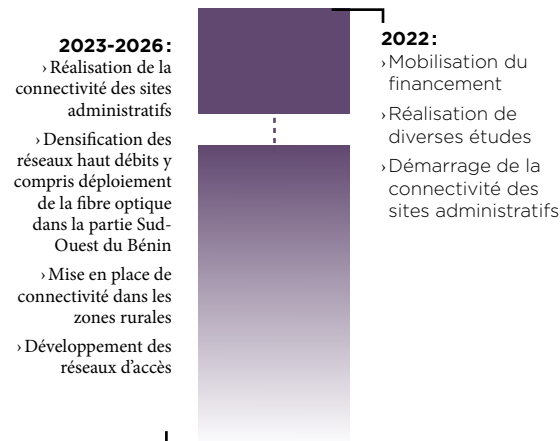 2023-2026 :
› Réalisation de la
connectivité des sites
administratifs
› Densification des
réseaux haut débits y
compris déploiement
de la fibre optique
dans la partie Sud-
Ouest du Bénin
› Mise en place de
connectivité dans les
zones rurales
› Développement des
réseaux d’accès
2022 :
› Mobilisation du
financement
› Réalisation de
diverses études
› Démarrage de la
connectivité des
sites administratifs